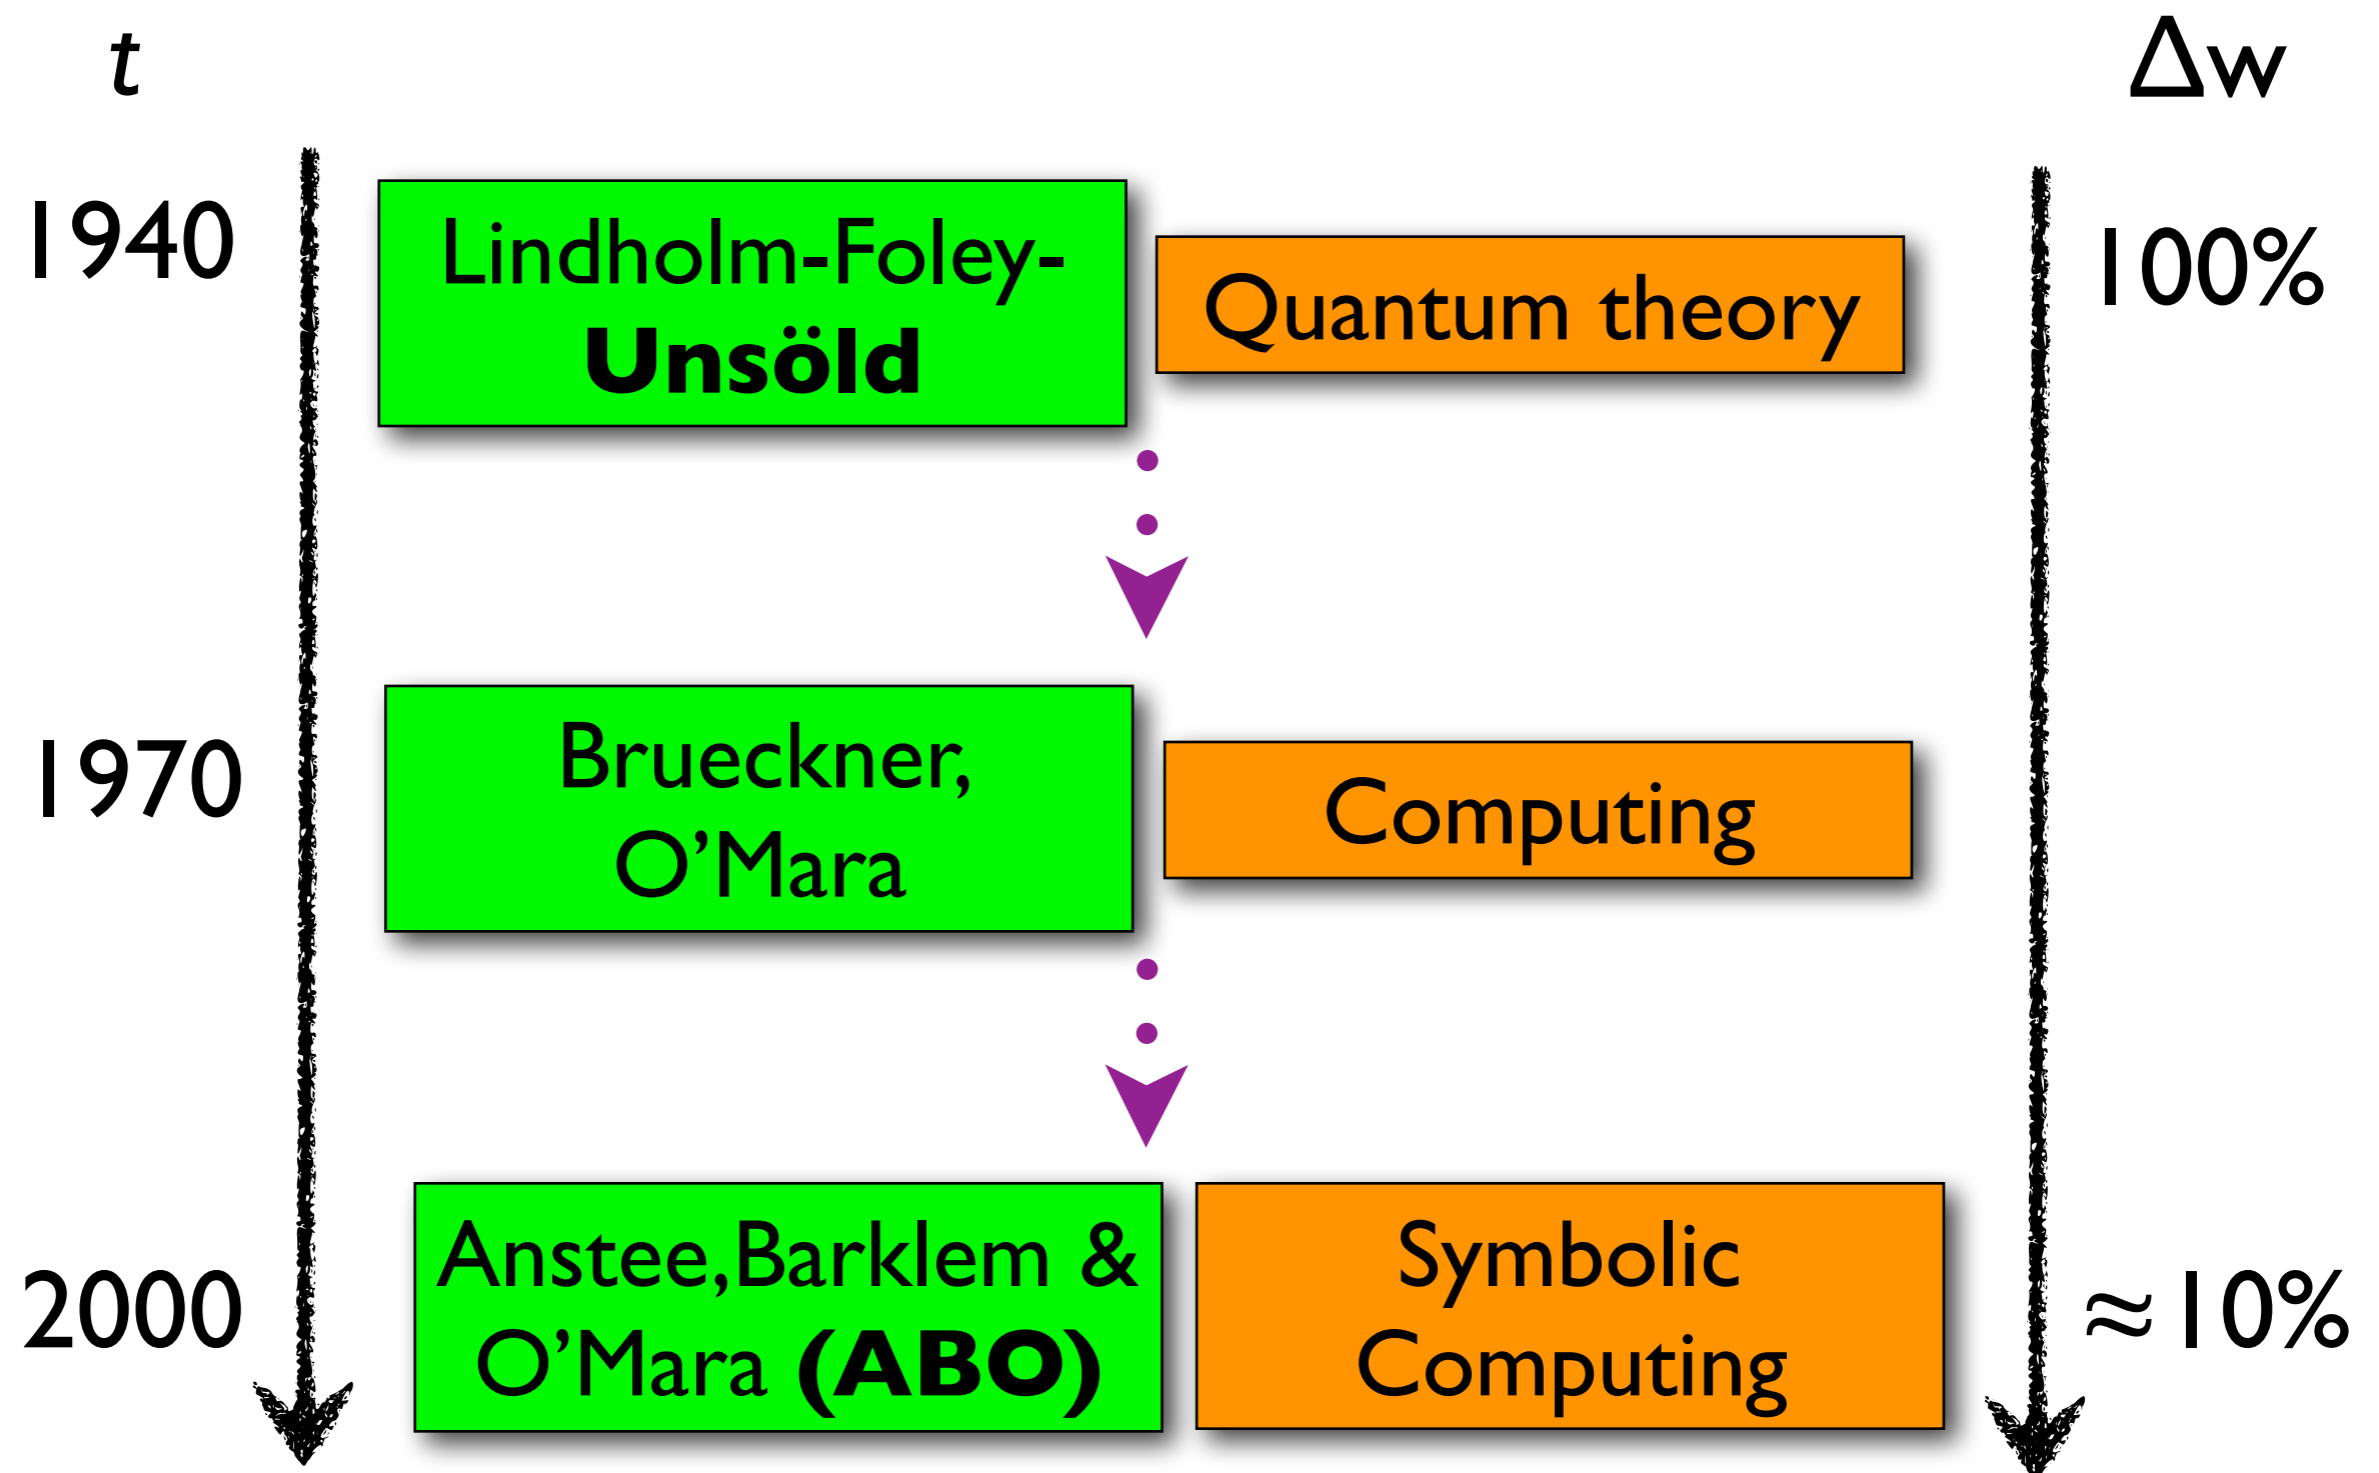 t
Δw
1940
Lindholm-Foley-
Unsöld
Quantum theory
100%
1970
Brueckner,
O’Mara
Computing
2000
Anstee,Barklem &
O’Mara (ABO)
Symbolic
Computing
≈10%